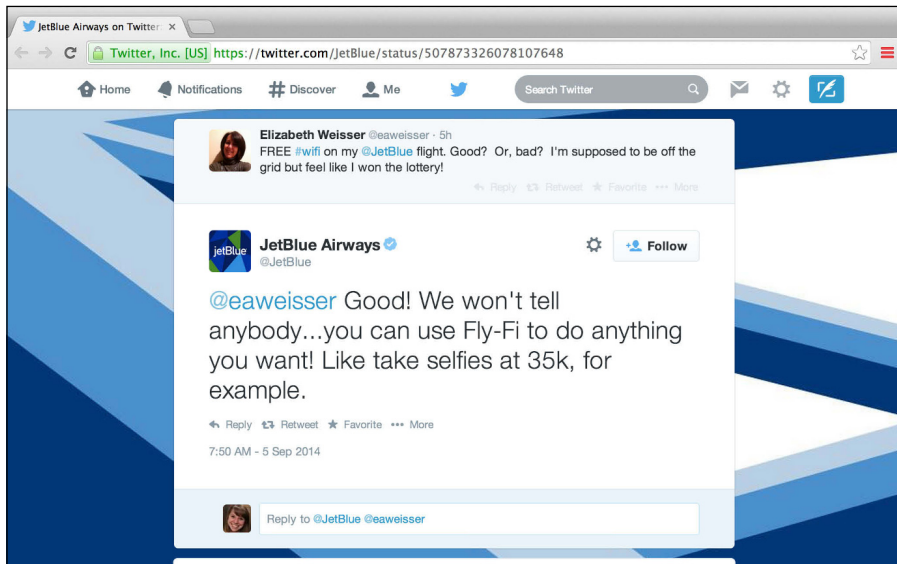 JetBlue Airways on Twitter
Twitter, Inc. [US] https://twitter.com/JetBlue/status/507873326078107648
Home Notifications Discover Me Search Twitter
Elizabeth Weisser @eaweisser · 5h
FREE #wifi on my @JetBlue flight. Good? Or, bad? I'm supposed to be off the
grid but feel like I won the lottery!
Reply Retweet Favorite More
jetBlue
JetBlue Airways
@JetBlue
Follow
@eaweisser Good! We won't tell
anybody...you can use Fly-Fi to do anything
you want! Like take selfies at 35k, for
example.
Reply Retweet Favorite More
7:50 AM - 5 Sep 2014
Reply to @JetBlue @eaweisser